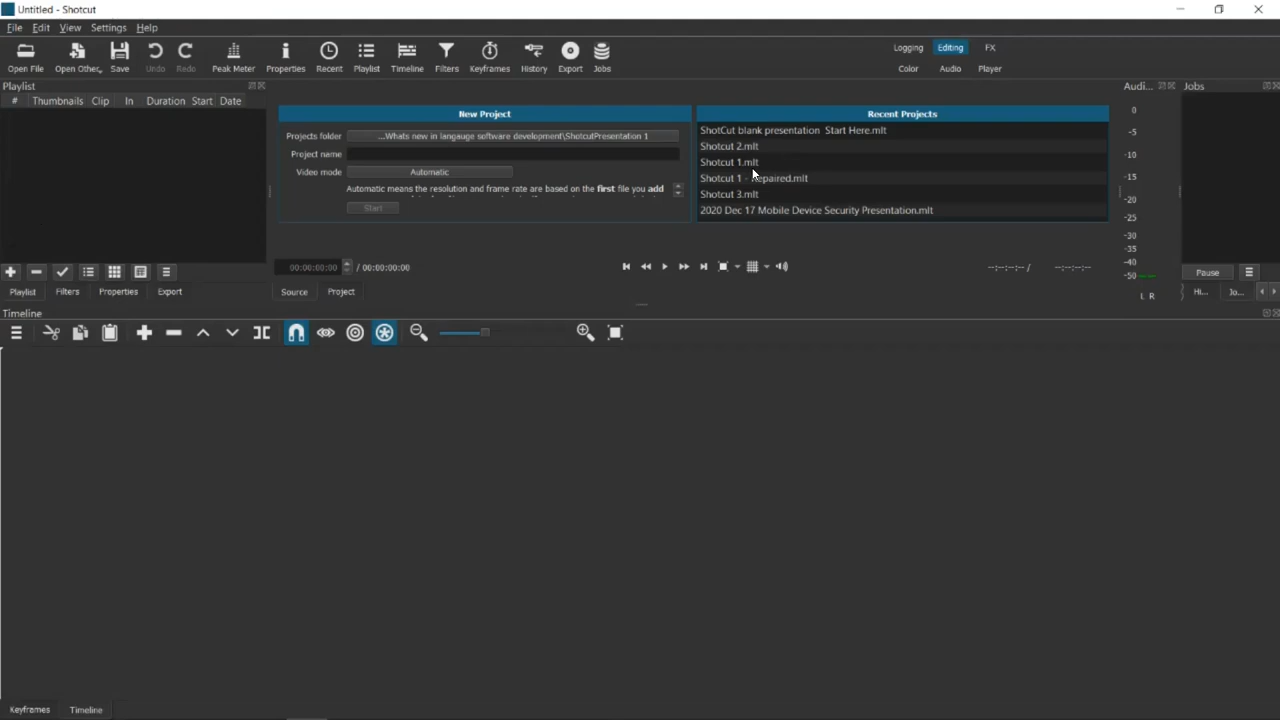 Untitled - Shotcut
File Edit View Settings Help
Open File Open Other.. Save Undo Redo Peak Meter Properties Recent Playlist Timeline Filters Keyframes History Export Jobs
Logging Editing FX
Color Audio Player
Playlist
# Thumbnails Clip In Duration Start Date
New Project
Projects folder ...Whats new in langauge software development\ShotcutPresentation 1
Project name
Video mode Automatic
Automatic means the resolution and frame rate are based on the first file you add
Start
Recent Projects
ShotCut blank presentation Start Here.mlt
Shotcut 2.mlt
Shotcut 1.mlt
Shotcut 1 - Repaired.mlt
Shotcut 3.mlt
2020 Dec 17 Mobile Device Security Presentation.mlt
Audi... Jobs
0
-5
-10
-15
-20
-25
-30
-35
-40
-50
L R
00:00:00:00 / 00:00:00:00
--:--:--:-- / --:--:--:--
Pause
Playlist Filters Properties Export
Source Project
Hi... Jo...
Timeline
Keyframes Timeline